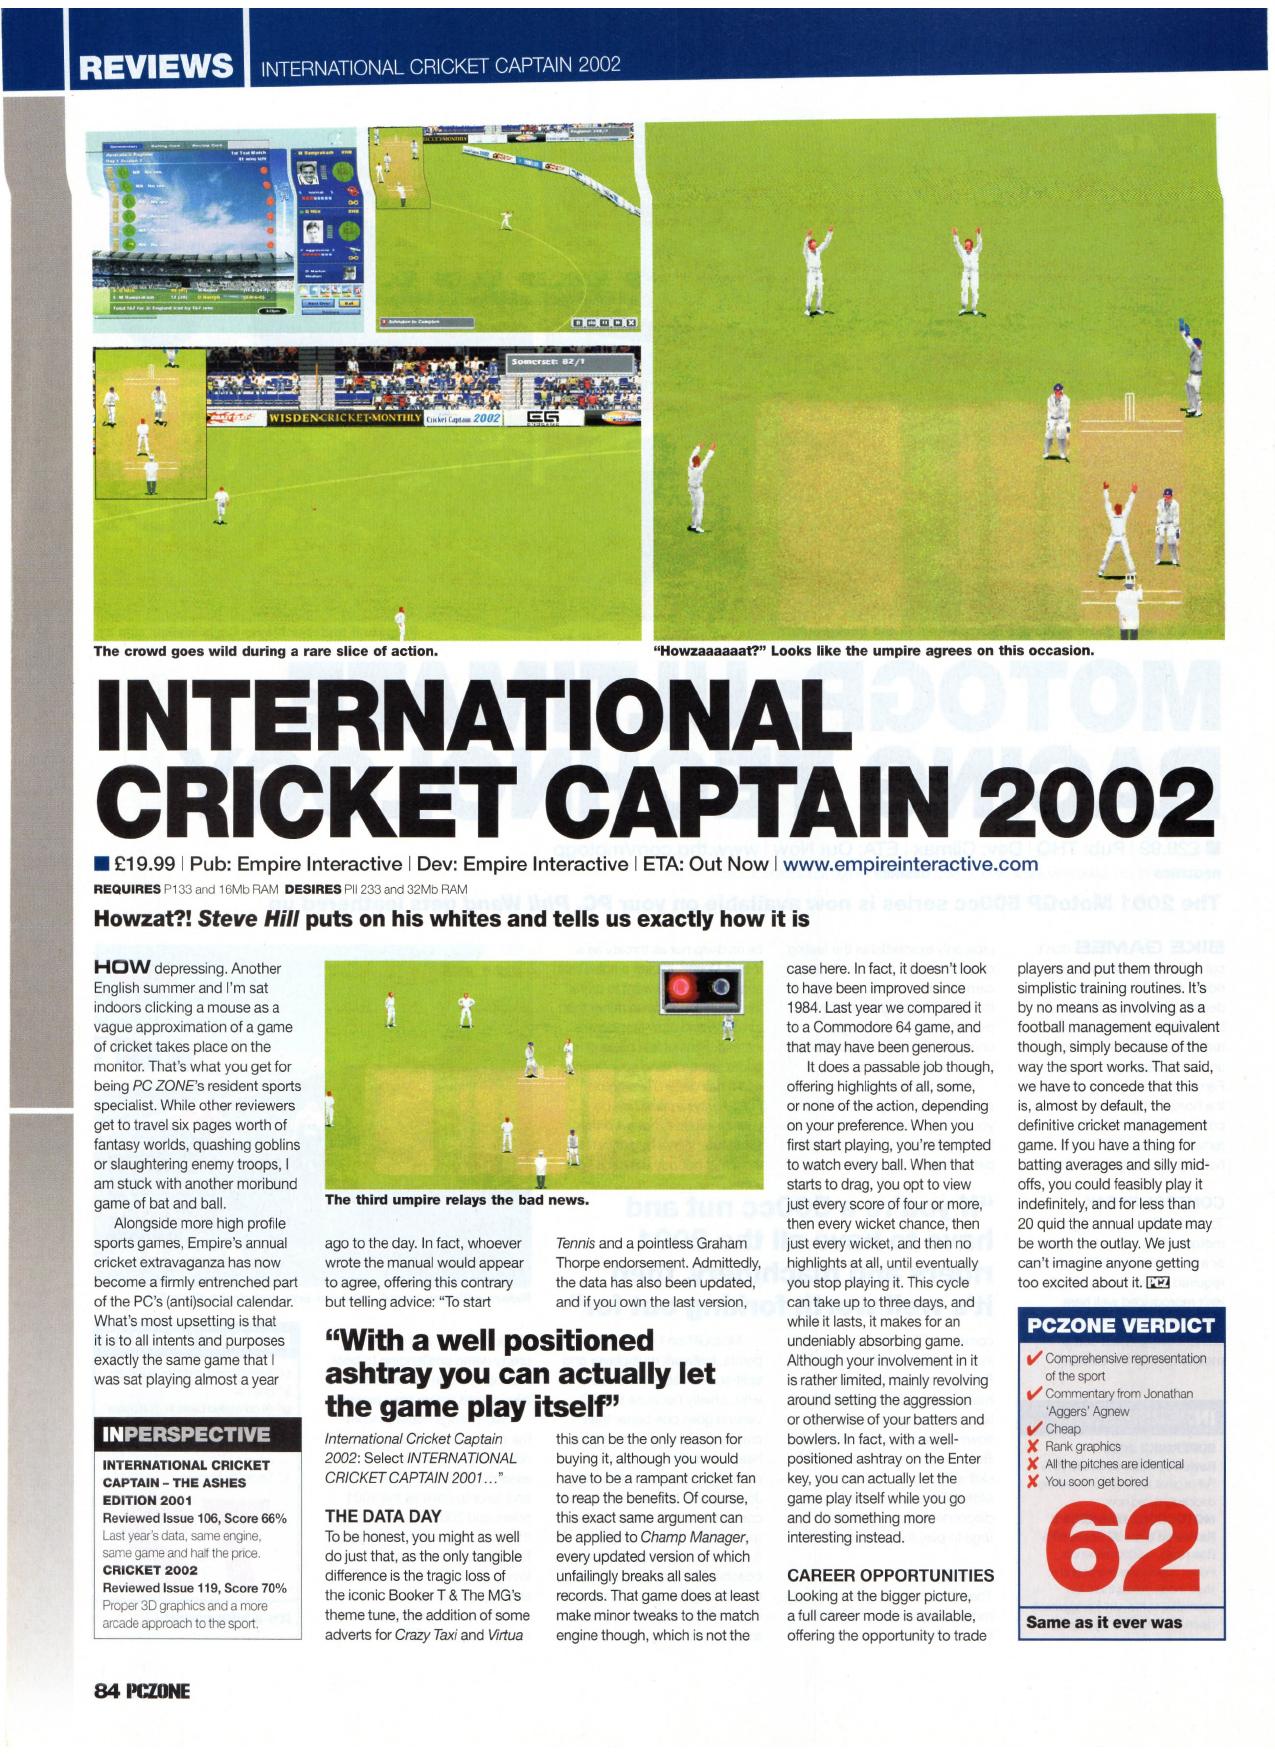 REVIEWS
INTERNATIONAL CRICKET CAPTAIN 2002
Somerset: 82/1
WISDEN CRICKET MONTHLY
Cricket Captain 2002
EG
The crowd goes wild during a rare slice of action.
“Howzaaaaaat?” Looks like the umpire agrees on this occasion.
INTERNATIONAL
CRICKET CAPTAIN 2002
£19.99 | Pub: Empire Interactive | Dev: Empire Interactive | ETA: Out Now | www.empireinteractive.com
REQUIRES P133 and 16Mb RAM DESIRES PII 233 and 32Mb RAM
Howzat?! Steve Hill puts on his whites and tells us exactly how it is
HOW depressing. Another
English summer and I’m sat
indoors clicking a mouse as a
vague approximation of a game
of cricket takes place on the
monitor. That’s what you get for
being PC ZONE’s resident sports
specialist. While other reviewers
get to travel six pages worth of
fantasy worlds, quashing goblins
or slaughtering enemy troops, I
am stuck with another moribund
game of bat and ball.
Alongside more high profile
sports games, Empire’s annual
cricket extravaganza has now
become a firmly entrenched part
of the PC’s (anti)social calendar.
What’s most upsetting is that
it is to all intents and purposes
exactly the same game that I
was sat playing almost a year
INPERSPECTIVE
INTERNATIONAL CRICKET
CAPTAIN – THE ASHES
EDITION 2001
Reviewed Issue 106, Score 66%
Last year’s data, same engine,
same game and half the price.
CRICKET 2002
Reviewed Issue 119, Score 70%
Proper 3D graphics and a more
arcade approach to the sport.
The third umpire relays the bad news.
ago to the day. In fact, whoever
wrote the manual would appear
to agree, offering this contrary
but telling advice: “To start
“With a well positioned
ashtray you can actually let
the game play itself”
International Cricket Captain
2002: Select INTERNATIONAL
CRICKET CAPTAIN 2001…”
THE DATA DAY
To be honest, you might as well
do just that, as the only tangible
difference is the tragic loss of
the iconic Booker T & The MG’s
theme tune, the addition of some
adverts for Crazy Taxi and Virtua
Tennis and a pointless Graham
Thorpe endorsement. Admittedly,
the data has also been updated,
and if you own the last version,
this can be the only reason for
buying it, although you would
have to be a rampant cricket fan
to reap the benefits. Of course,
this exact same argument can
be applied to Champ Manager,
every updated version of which
unfailingly breaks all sales
records. That game does at least
make minor tweaks to the match
engine though, which is not the
case here. In fact, it doesn’t look
to have been improved since
1984. Last year we compared it
to a Commodore 64 game, and
that may have been generous.
It does a passable job though,
offering highlights of all, some,
or none of the action, depending
on your preference. When you
first start playing, you’re tempted
to watch every ball. When that
starts to drag, you opt to view
just every score of four or more,
then every wicket chance, then
just every wicket, and then no
highlights at all, until eventually
you stop playing it. This cycle
can take up to three days, and
while it lasts, it makes for an
undeniably absorbing game.
Although your involvement in it
is rather limited, mainly revolving
around setting the aggression
or otherwise of your batters and
bowlers. In fact, with a well-
positioned ashtray on the Enter
key, you can actually let the
game play itself while you go
and do something more
interesting instead.
CAREER OPPORTUNITIES
Looking at the bigger picture,
a full career mode is available,
offering the opportunity to trade
players and put them through
simplistic training routines. It’s
by no means as involving as a
football management equivalent
though, simply because of the
way the sport works. That said,
we have to concede that this
is, almost by default, the
definitive cricket management
game. If you have a thing for
batting averages and silly mid-
offs, you could feasibly play it
indefinitely, and for less than
20 quid the annual update may
be worth the outlay. We just
can’t imagine anyone getting
too excited about it. PCZ
PCZONE VERDICT
✓ Comprehensive representation
of the sport
✓ Commentary from Jonathan
‘Aggers’ Agnew
✓ Cheap
✗ Rank graphics
✗ All the pitches are identical
✗ You soon get bored
62
Same as it ever was
84 PCZONE